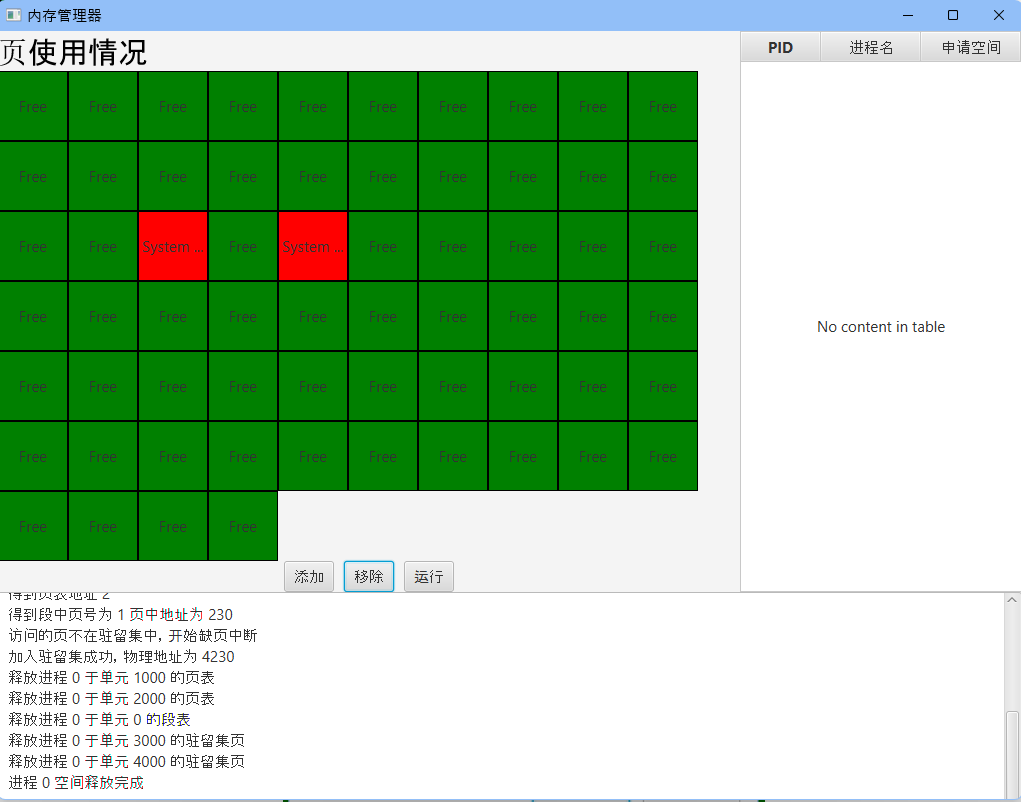 内存管理器
页使用情况
PID 进程名 申请空间
Free Free Free Free Free Free Free Free Free Free
Free Free Free Free Free Free Free Free Free Free
Free Free System ... Free System ... Free Free Free Free Free
Free Free Free Free Free Free Free Free Free Free
Free Free Free Free Free Free Free Free Free Free
Free Free Free Free Free Free Free Free Free Free
Free Free Free Free
No content in table
添加 移除 运行
得到页表地址 2
得到段中页号为 1 页中地址为 230
访问的页不在驻留集中, 开始缺页中断
加入驻留集成功, 物理地址为 4230
释放进程 0 于单元 1000 的页表
释放进程 0 于单元 2000 的页表
释放进程 0 于单元 0 的段表
释放进程 0 于单元 3000 的驻留集页
释放进程 0 于单元 4000 的驻留集页
进程 0 空间释放完成